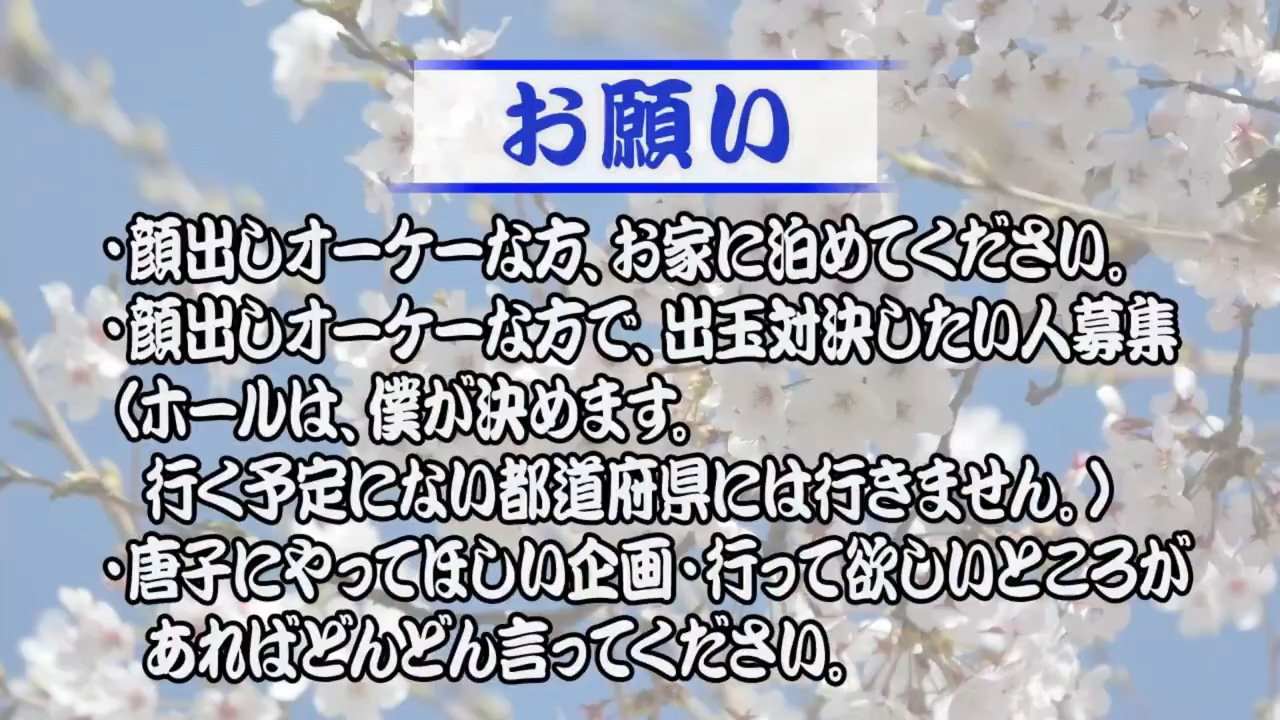 お願い
・顔出しオーケーな方、お家に泊めてください。
・顔出しオーケーな方で、出玉対決したい人募集
（ホールは、僕が決めます。
行く予定にない都道府県には行きません。）
・唐子にやってほしい企画・行って欲しいところが
あればどんどん言ってください。